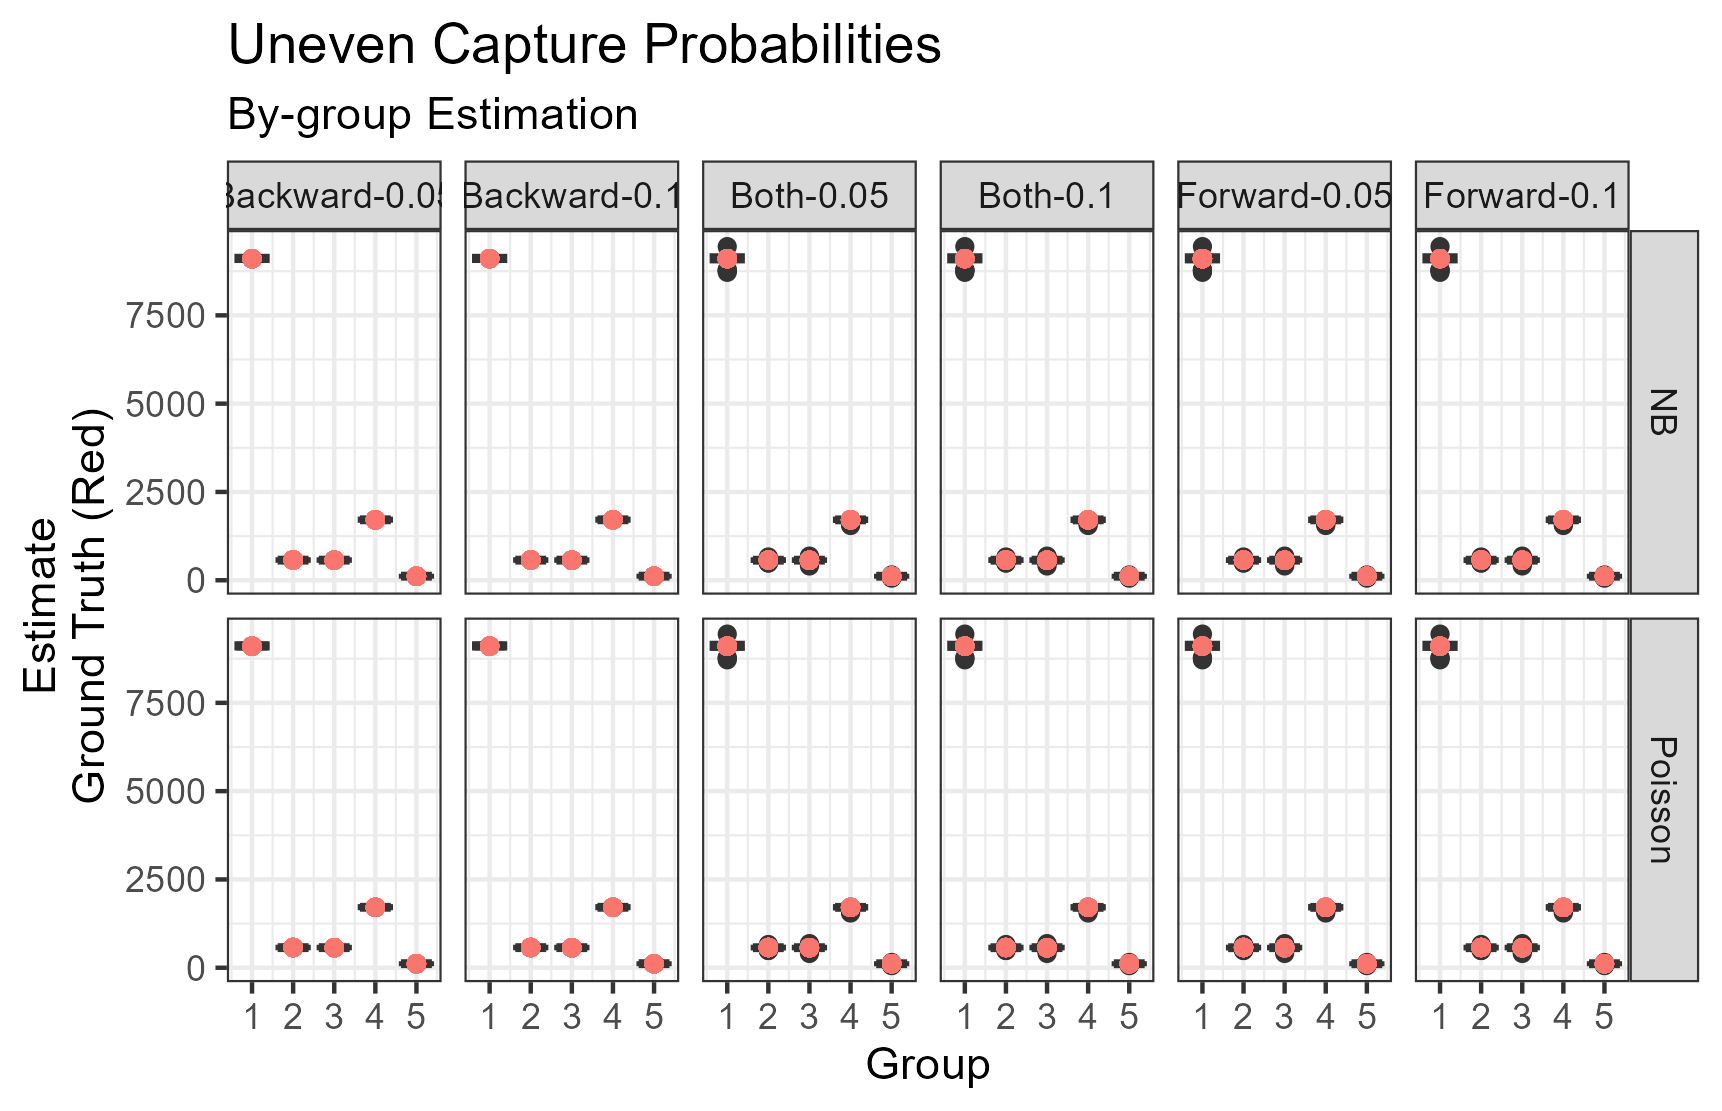 Uneven Capture Probabilities
By-group Estimation
Backward-0.05 Backward-0.1 Both-0.05 Both-0.1 Forward-0.05 Forward-0.1
Estimate
Ground Truth (Red)
7500
5000
2500
0
NB
7500
5000
2500
0
Poisson
1 2 3 4 5 1 2 3 4 5 1 2 3 4 5 1 2 3 4 5 1 2 3 4 5 1 2 3 4 5
Group